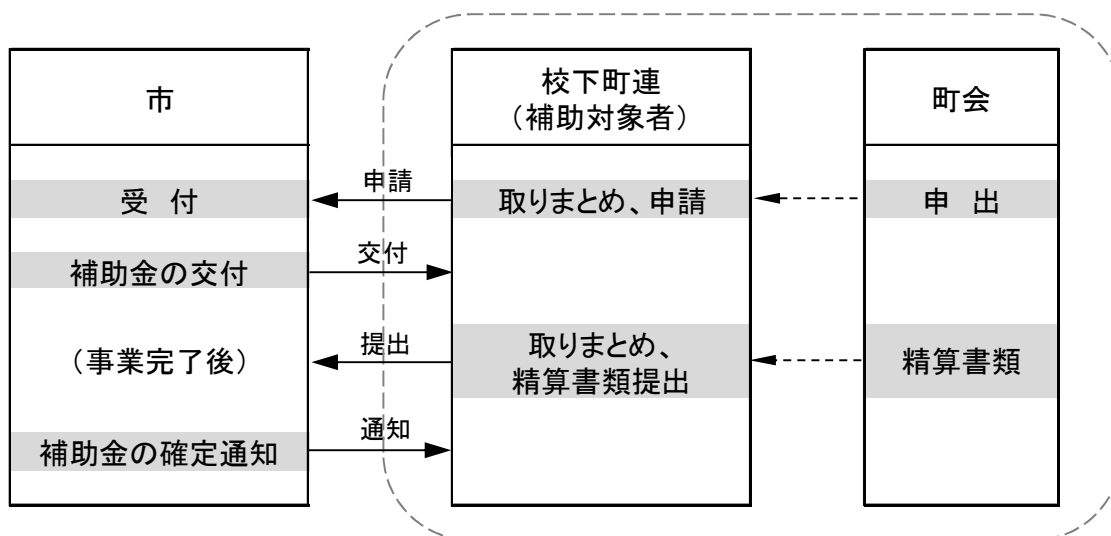 市
校下町連
（補助対象者）
町会
受　付
申請
取りまとめ、申請
申　出
補助金の交付
交付
（事業完了後）
提出
取りまとめ、
精算書類提出
精算書類
補助金の確定通知
通知